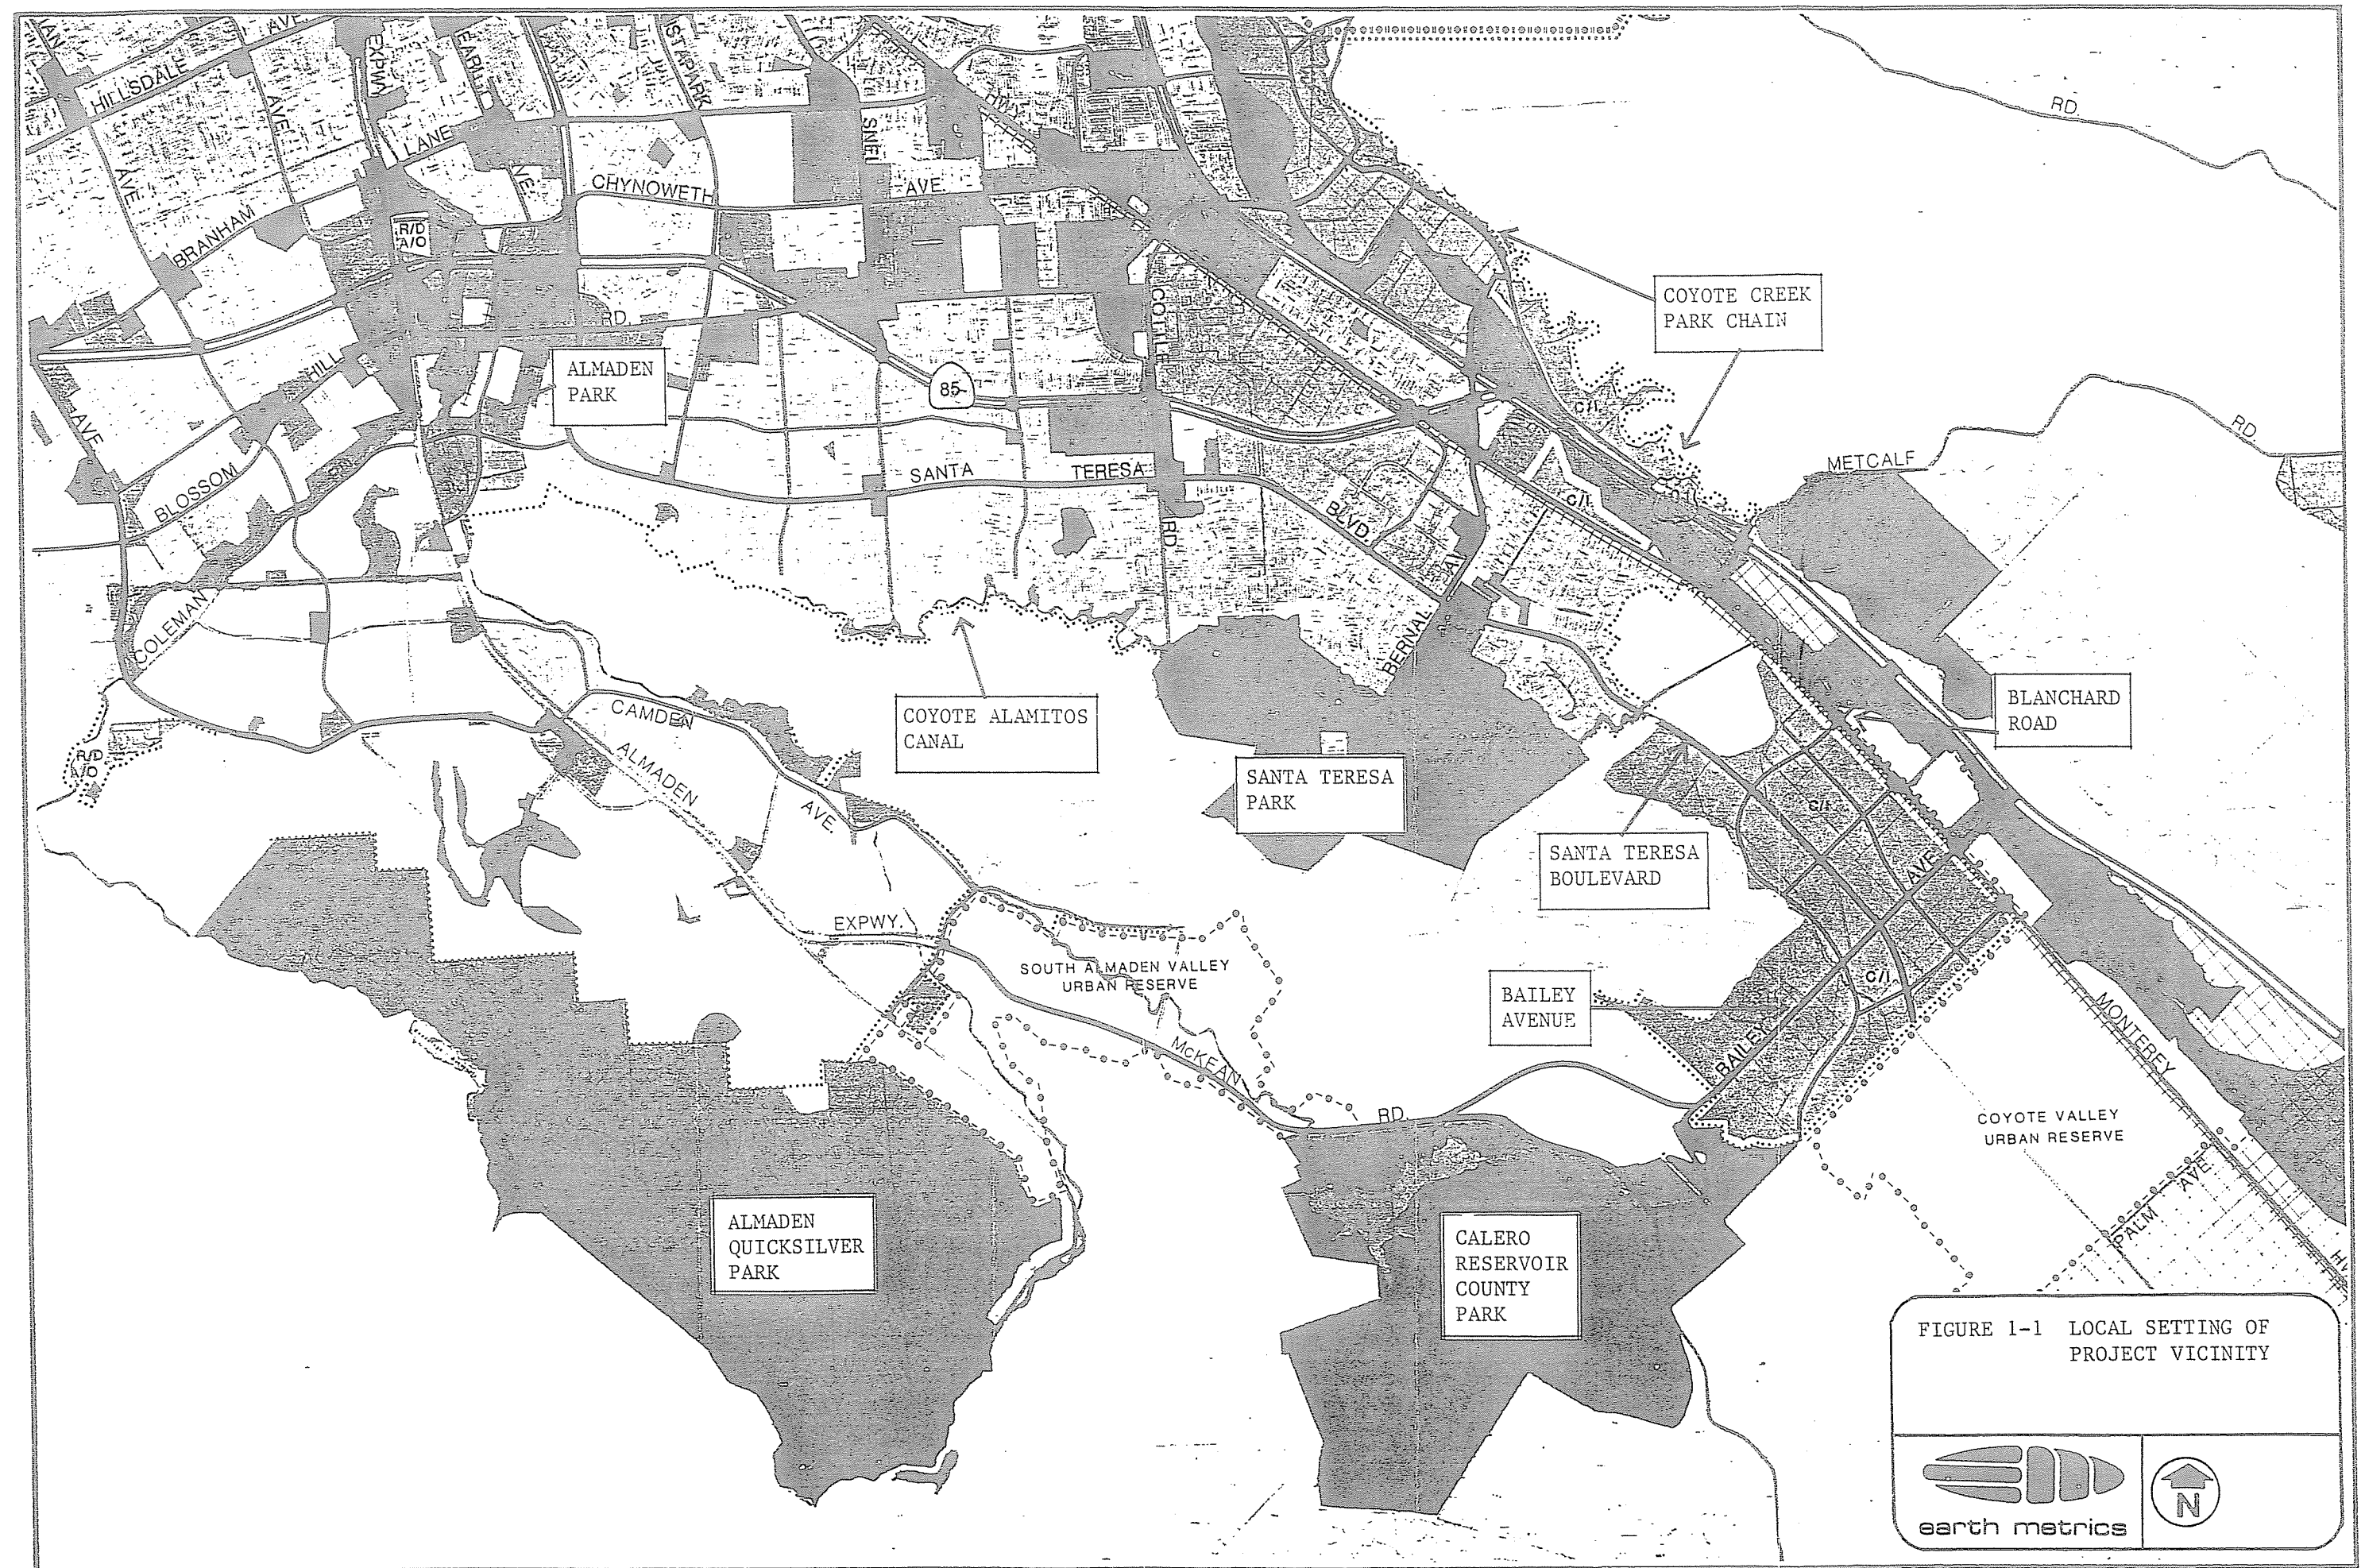 AVE.
HILLSDALE
AVE.
AVE.
EXPWY
LANE
BRANHAM
R/D
A/O
CHYNOWETH
AVE.
HWY.
RD.
COYOTE CREEK
PARK CHAIN
RD.
HILL
ALMADEN
PARK
85
COTTLE
RD.
AVE.
BLOSSOM
SANTA
TERESA
BLVD.
C/I
C/I
METCALF
RD.
COLEMAN
BERNAL
COYOTE ALAMITOS
CANAL
CAMDEN
AVE.
ALMADEN
EXPWY.
SANTA TERESA
PARK
BLANCHARD
ROAD
SANTA TERESA
BOULEVARD
C/I
AVE.
C/I
BAILEY
AVENUE
BAILEY
SOUTH ALMADEN VALLEY
URBAN RESERVE
McKEAN
RD.
MONTEREY
COYOTE VALLEY
URBAN RESERVE
PALM
AVE.
ALMADEN
QUICKSILVER
PARK
CALERO
RESERVOIR
COUNTY
PARK
FIGURE 1-1 LOCAL SETTING OF
PROJECT VICINITY
earth metrics
N